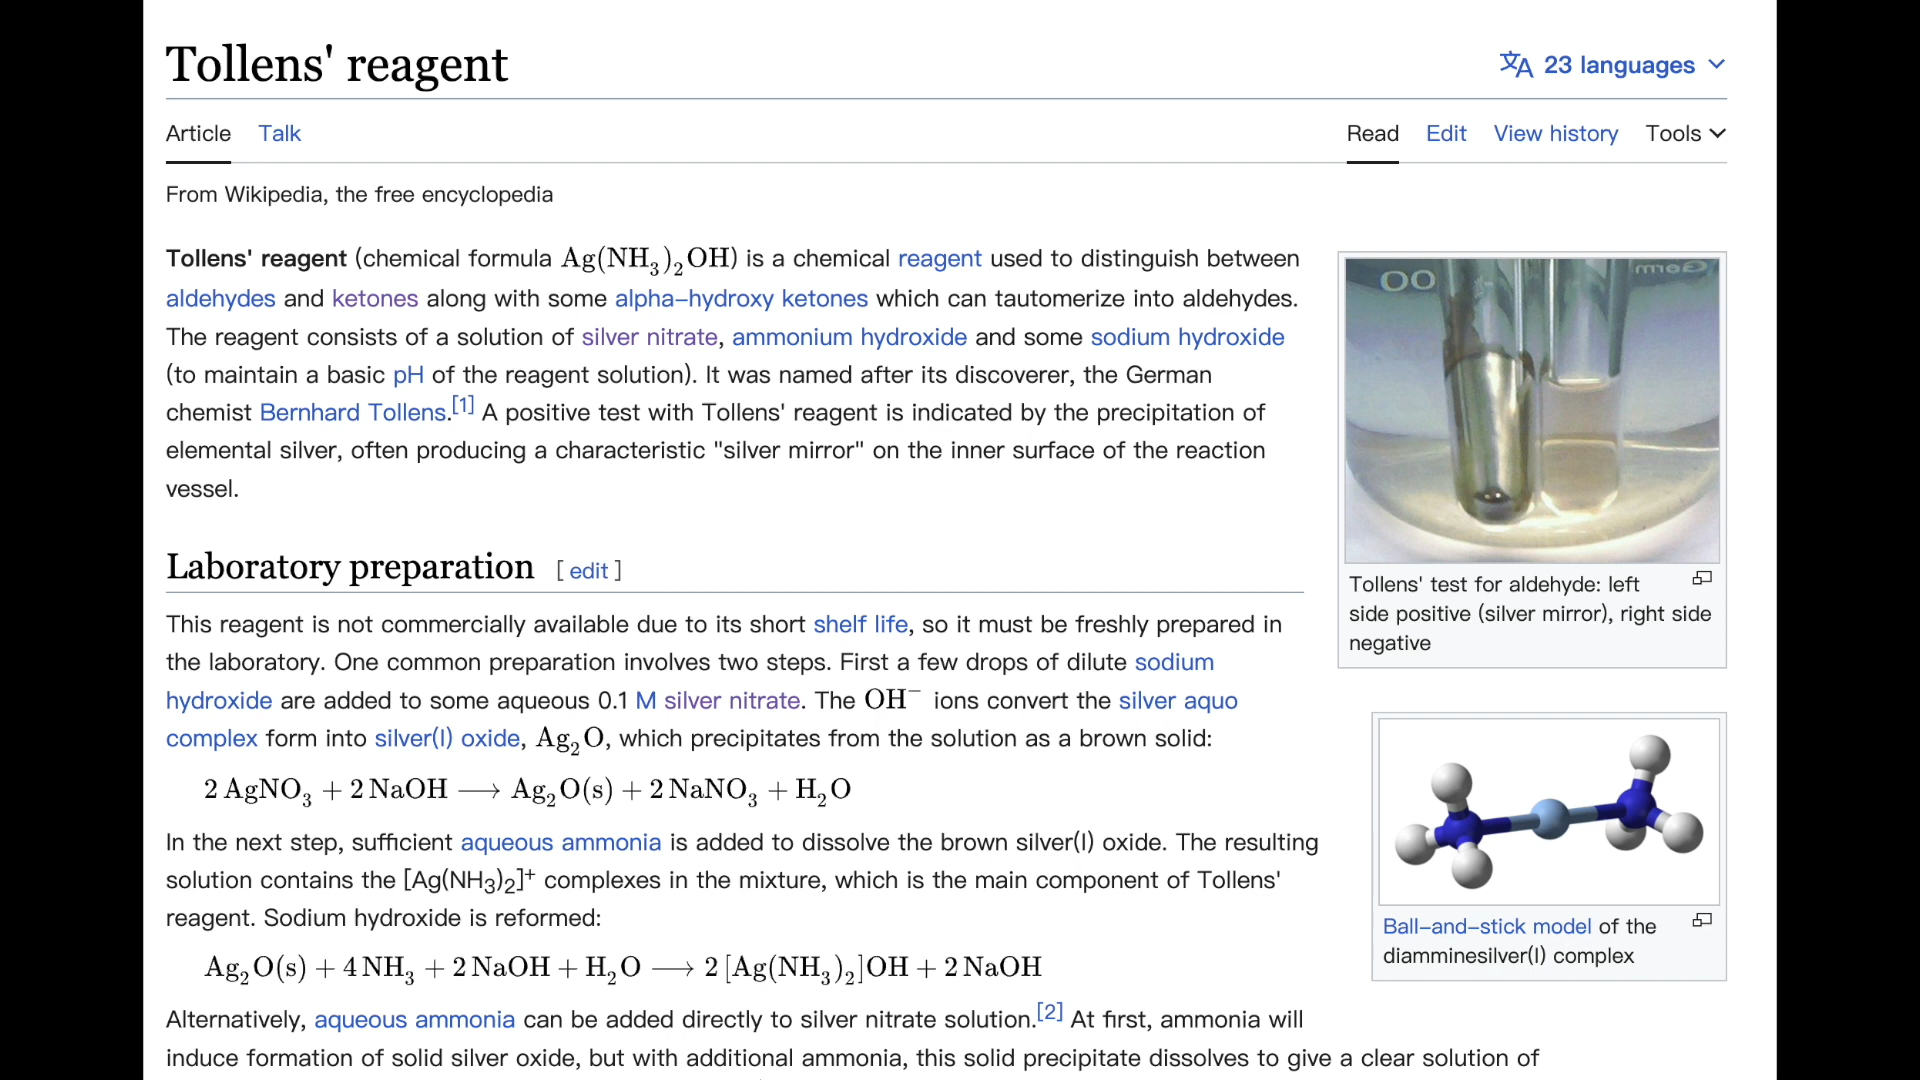 Tollens' reagent
文A 23 languages
Article Talk
Read Edit View history Tools
From Wikipedia, the free encyclopedia
Tollens' reagent (chemical formula Ag(NH₃)₂OH) is a chemical reagent used to distinguish between
aldehydes and ketones along with some alpha-hydroxy ketones which can tautomerize into aldehydes.
The reagent consists of a solution of silver nitrate, ammonium hydroxide and some sodium hydroxide
(to maintain a basic pH of the reagent solution). It was named after its discoverer, the German
chemist Bernhard Tollens.[1] A positive test with Tollens' reagent is indicated by the precipitation of
elemental silver, often producing a characteristic "silver mirror" on the inner surface of the reaction
vessel.
Tollens' test for aldehyde: left
side positive (silver mirror), right side
negative
Laboratory preparation [ edit ]
This reagent is not commercially available due to its short shelf life, so it must be freshly prepared in
the laboratory. One common preparation involves two steps. First a few drops of dilute sodium
hydroxide are added to some aqueous 0.1 M silver nitrate. The OH⁻ ions convert the silver aquo
complex form into silver(I) oxide, Ag₂O, which precipitates from the solution as a brown solid:
2 AgNO₃ + 2 NaOH ⟶ Ag₂O(s) + 2 NaNO₃ + H₂O
In the next step, sufficient aqueous ammonia is added to dissolve the brown silver(I) oxide. The resulting
solution contains the [Ag(NH₃)₂]⁺ complexes in the mixture, which is the main component of Tollens'
reagent. Sodium hydroxide is reformed:
Ag₂O(s) + 4 NH₃ + 2 NaOH + H₂O ⟶ 2 [Ag(NH₃)₂]OH + 2 NaOH
Ball-and-stick model of the
diamminesilver(I) complex
Alternatively, aqueous ammonia can be added directly to silver nitrate solution.[2] At first, ammonia will
induce formation of solid silver oxide, but with additional ammonia, this solid precipitate dissolves to give a clear solution of